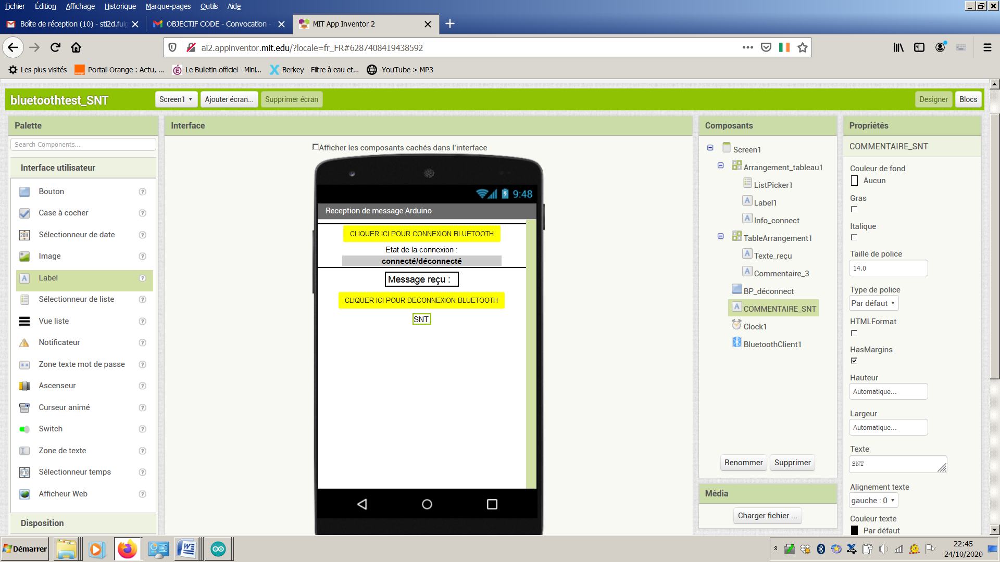 Fichier Édition Affichage Historique Marque-pages Outils Aide
Boîte de réception (10) - sti2d.ful
OBJECTIF CODE - Convocation -
MIT App Inventor 2
ai2.appinventor.mit.edu/?locale=fr_FR#6287408419438592
Les plus visités Portail Orange : Actu, ... Le Bulletin officiel - Mini... Berkey - Filtre à eau et... YouTube > MP3
bluetoothtest_SNT Screen1 Ajouter écran... Supprimer écran Designer Blocs
Palette
Search Components...
Interface utilisateur
Bouton
Case à cocher
Sélectionneur de date
Image
Label
Sélectionneur de liste
Vue liste
Notificateur
Zone texte mot de passe
Ascenseur
Curseur animé
Switch
Zone de texte
Sélectionneur temps
Afficheur Web
Disposition
Interface
Afficher les composants cachés dans l'interface
9:48
Reception de message Arduino
CLIQUER ICI POUR CONNEXION BLUETOOTH
Etat de la connexion :
connecté/déconnecté
Message reçu :
CLIQUER ICI POUR DECONNEXION BLUETOOTH
SNT
Composants
Screen1
Arrangement_tableau1
ListPicker1
Label1
Info_connect
TableArrangement1
Texte_reçu
Commentaire_3
BP_déconnect
COMMENTAIRE_SNT
Clock1
BluetoothClient1
Renommer Supprimer
Média
Charger fichier ...
Propriétés
COMMENTAIRE_SNT
Couleur de fond
Aucun
Gras
Italique
Taille de police
14.0
Type de police
Par défaut
HTMLFormat
HasMargins
Hauteur
Automatique...
Largeur
Automatique...
Texte
SNT
Alignement texte
gauche : 0
Couleur texte
Par défaut
Démarrer
22:45
24/10/2020